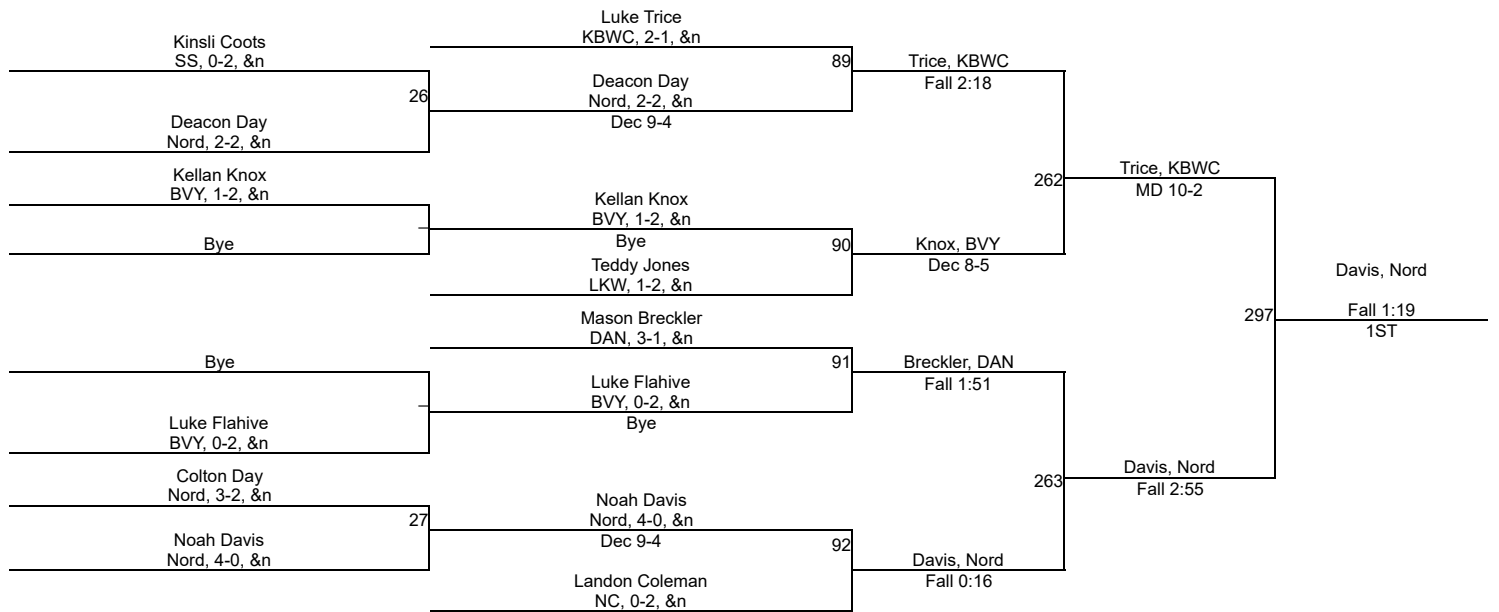 Kinsli Coots
SS, 0-2, &n
26
Deacon Day
Nord, 2-2, &n
Kellan Knox
BVY, 1-2, &n
Bye
Bye
Luke Flahive
BVY, 0-2, &n
Colton Day
Nord, 3-2, &n
27
Noah Davis
Nord, 4-0, &n
Luke Trice
KBWC, 2-1, &n
89
Deacon Day
Nord, 2-2, &n
Dec 9-4
Kellan Knox
BVY, 1-2, &n
Bye
90
Teddy Jones
LKW, 1-2, &n
Mason Breckler
DAN, 3-1, &n
91
Luke Flahive
BVY, 0-2, &n
Bye
Noah Davis
Nord, 4-0, &n
Dec 9-4
92
Landon Coleman
NC, 0-2, &n
Trice, KBWC
Fall 2:18
262
Knox, BVY
Dec 8-5
Breckler, DAN
Fall 1:51
263
Davis, Nord
Fall 0:16
Trice, KBWC
MD 10-2
297
Davis, Nord
Fall 2:55
Davis, Nord
Fall 1:19
1ST